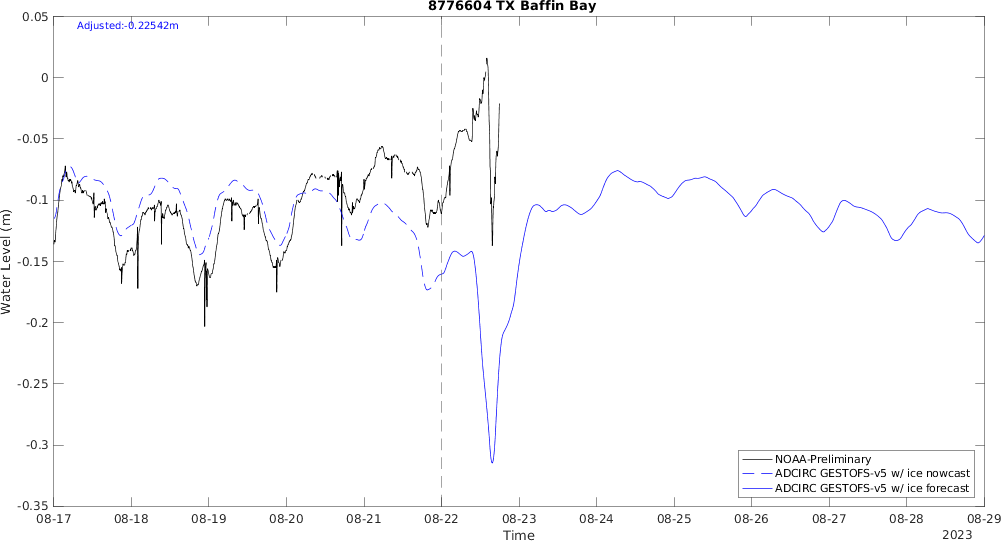 8776604 TX Baffin Bay
Adjusted:-0.22542m
0.05
0
-0.05
-0.1
-0.15
-0.2
-0.25
-0.3
-0.35
Water Level (m)
NOAA-Preliminary
ADCIRC GESTOFS-v5 w/ ice nowcast
ADCIRC GESTOFS-v5 w/ ice forecast
08-17 08-18 08-19 08-20 08-21 08-22 08-23 08-24 08-25 08-26 08-27 08-28 08-29
Time
2023